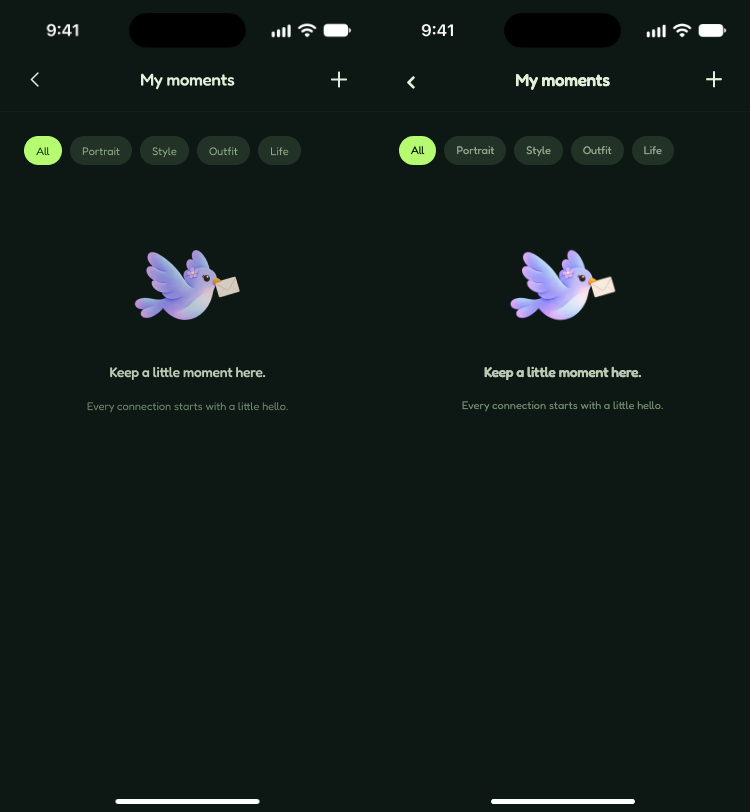 9:41
My moments
All Portrait Style Outfit Life
Keep a little moment here.
Every connection starts with a little hello.
9:41
My moments
All Portrait Style Outfit Life
Keep a little moment here.
Every connection starts with a little hello.